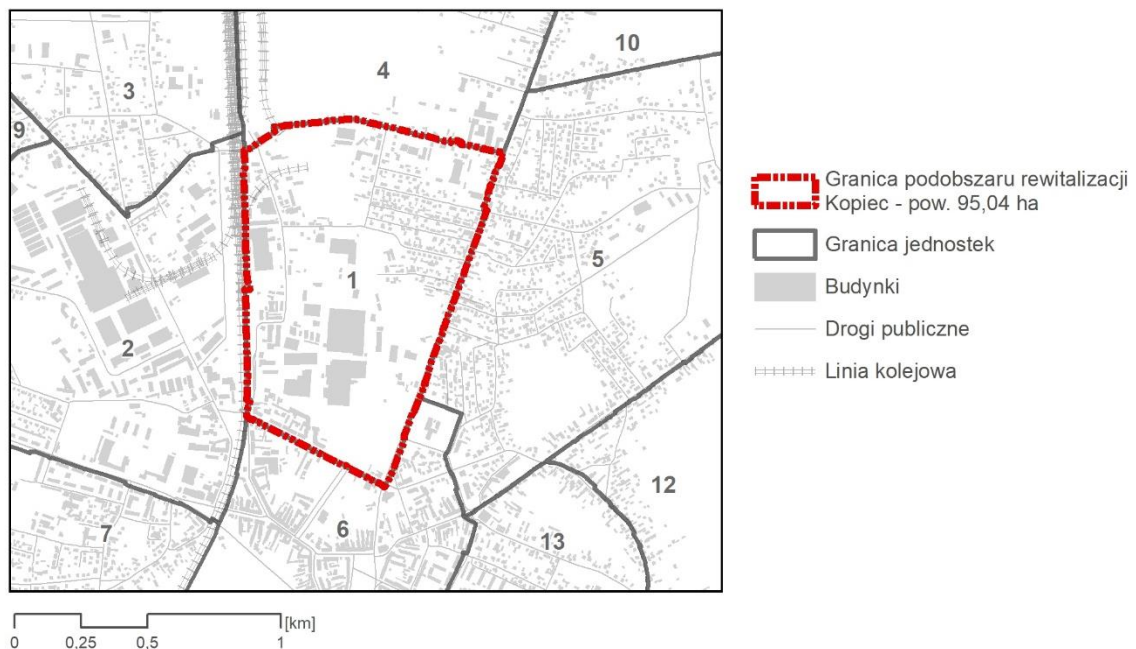 10
4
3
9
1
5
2
12
6
7
13
Granica podobszaru rewitalizacji
Kopiec - pow. 95,04 ha
Granica jednostek
Budynki
Drogi publiczne
Linia kolejowa
[km]
0 0,25 0,5 1